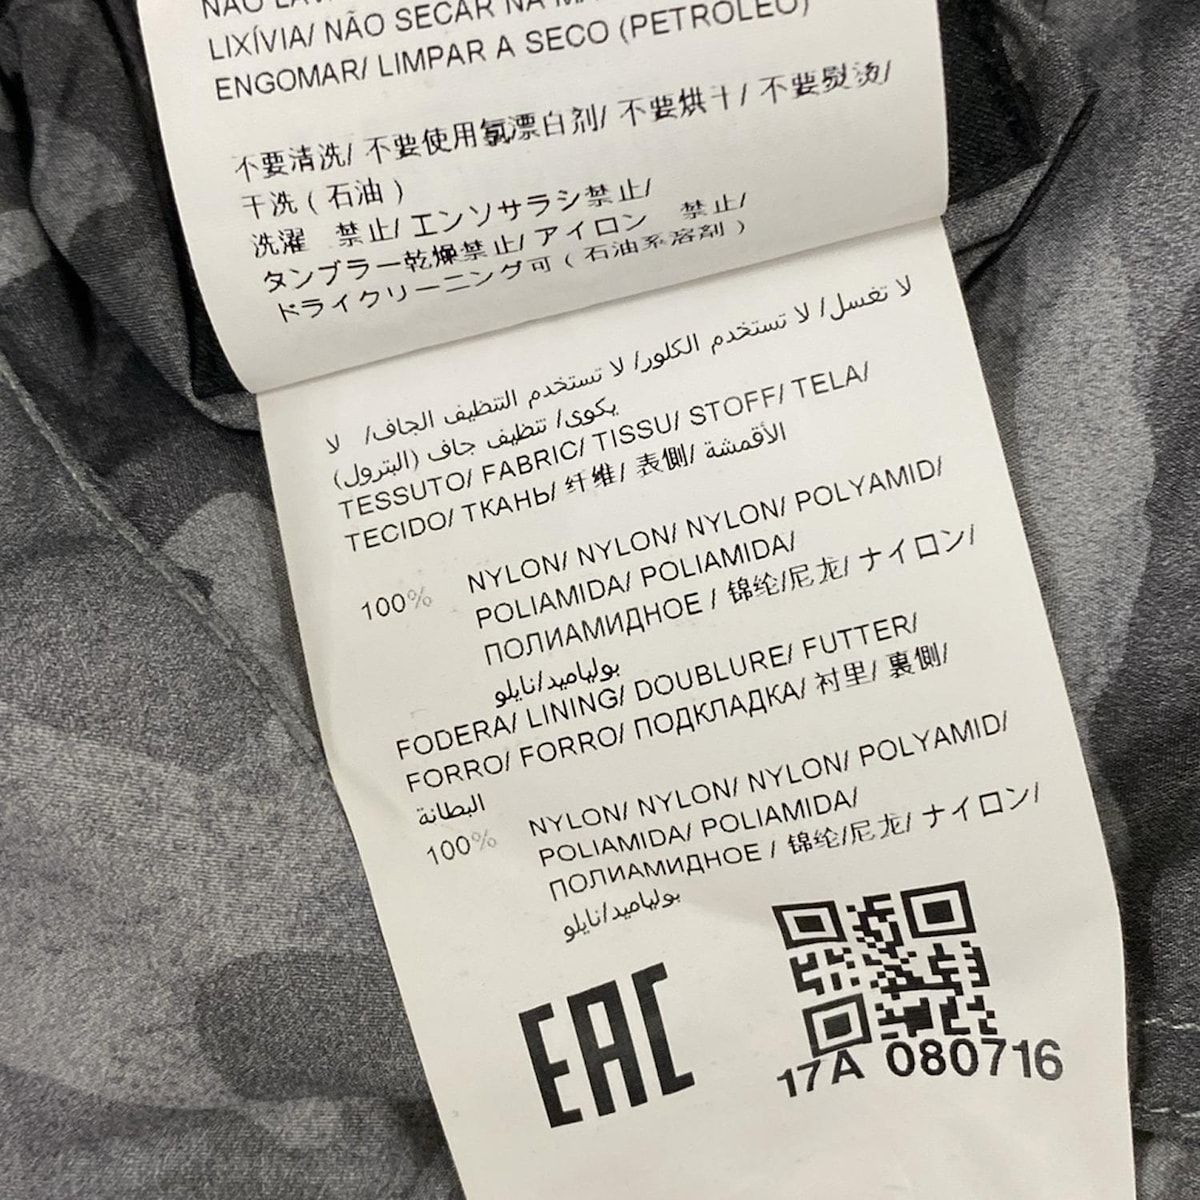 LIXÍVIA/ NÃO SECAR NA
ENGOMAR/ LIMPAR A SECO (PETRÓLEO)
不要清洗/ 不要使用氯漂白剂/ 不要烘干/ 不要熨烫/
干洗 ( 石油 )
洗濯 禁止/ エンソサラシ禁止/
タンブラー乾燥禁止/ アイロン 禁止/
ドライクリーニング可 ( 石油系溶剤 )
لا تغسل/ لا تستخدم الكلور/ لا تستخدم التنظيف الجاف/ لا
يكوى/ تنظيف جاف (البترول)
TESSUTO/ FABRIC/ TISSU/ STOFF/ TELA/
TECIDO/ ТКАНЬ/ 纤维/ 表側/ الأقمشة
100% NYLON/ NYLON/ NYLON/ POLYAMID/
POLIAMIDA/ POLIAMIDA/
ПОЛИАМИДНОЕ / 锦纶/尼龙/ ナイロン/
بولياميد/نايلو
FODERA/ LINING/ DOUBLURE/ FUTTER/
FORRO/ FORRO/ ПОДКЛАДКА/ 衬里/ 裏側/
البطانة
100% NYLON/ NYLON/ NYLON/ POLYAMID/
POLIAMIDA/ POLIAMIDA/
ПОЛИАМИДНОЕ / 锦纶/尼龙/ ナイロン/
بولياميد/نايلو
EAC
17A 080716